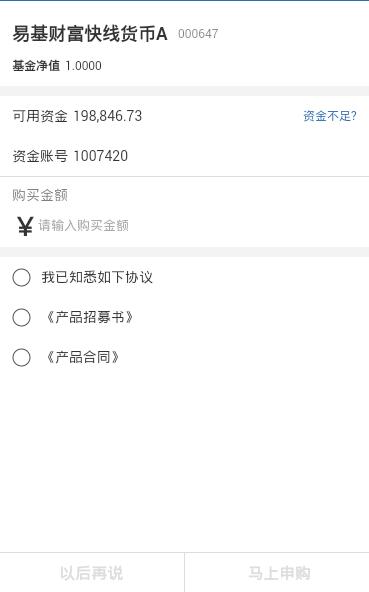 易基财富快线货币A 000647
基金净值 1.0000
可用资金 198,846.73 资金不足?
资金账号 1007420
购买金额
¥ 请输入购买金额
我已知悉如下协议
《产品招募书》
《产品合同》
以后再说 马上申购